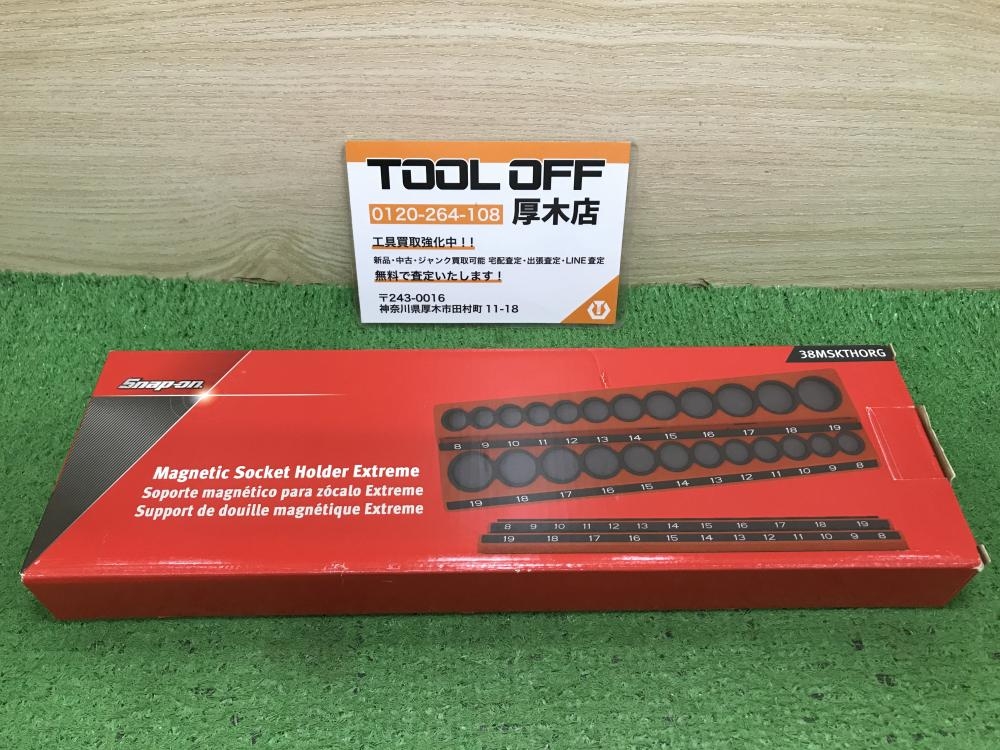 TOOL OFF
0120-264-108 厚木店
工具買取強化中！！
新品・中古・ジャンク買取可能 宅配査定・出張査定・LINE査定
無料で査定いたします！
〒243-0016
神奈川県厚木市田村町 11-18
38MSKTHORG
Snap-on
Magnetic Socket Holder Extreme
Soporte magnético para zócalo Extreme
Support de douille magnétique Extreme
8 9 10 11 12 13 14 15 16 17 18 19
19 18 17 16 15 14 13 12 11 10 9 8
8 9 10 11 12 13 14 15 16 17 18 19
19 18 17 16 15 14 13 12 11 10 9 8